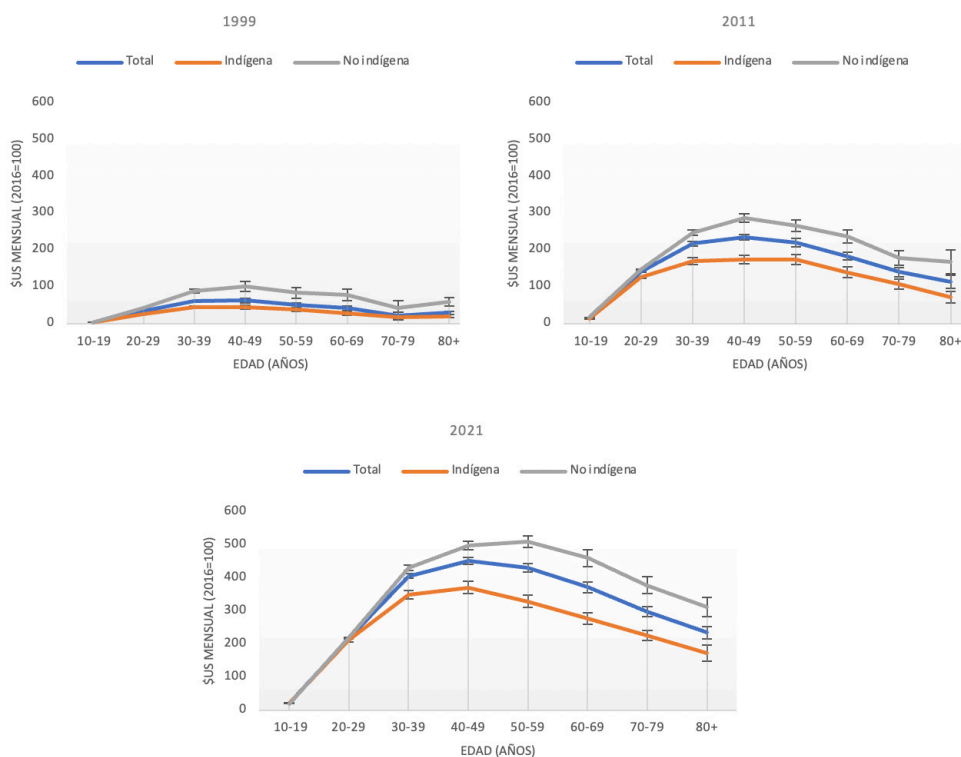 1999
Total Indígena No indígena
600
500
400
300
200
100
0
$US MENSUAL (2016=100)
10-19 20-29 30-39 40-49 50-59 60-69 70-79 80+
EDAD (AÑOS)
2011
Total Indígena No indígena
600
500
400
300
200
100
0
$US MENSUAL (2016=100)
10-19 20-29 30-39 40-49 50-59 60-69 70-79 80+
EDAD (AÑOS)
2021
Total Indígena No indígena
600
500
400
300
200
100
0
$US MENSUAL (2016=100)
10-19 20-29 30-39 40-49 50-59 60-69 70-79 80+
EDAD (AÑOS)